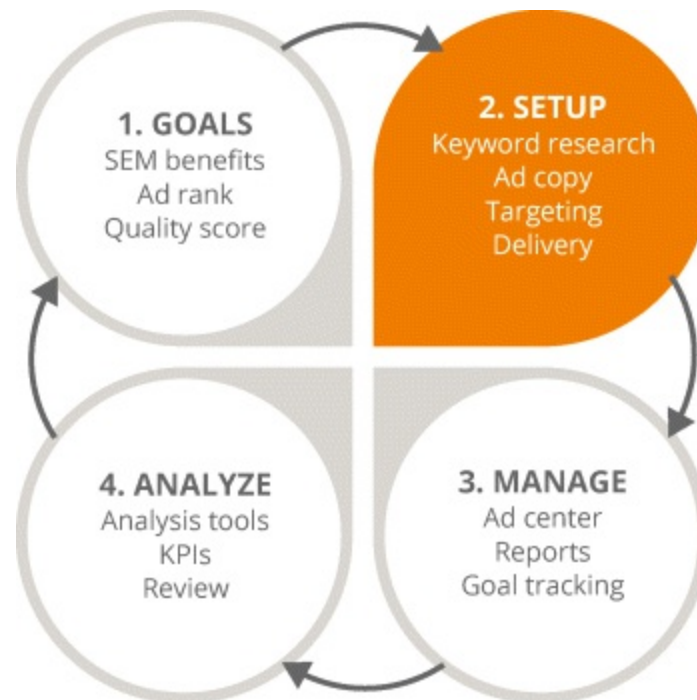 1. GOALS
SEM benefits
Ad rank
Quality score
2. SETUP
Keyword research
Ad copy
Targeting
Delivery
3. MANAGE
Ad center
Reports
Goal tracking
4. ANALYZE
Analysis tools
KPIs
Review